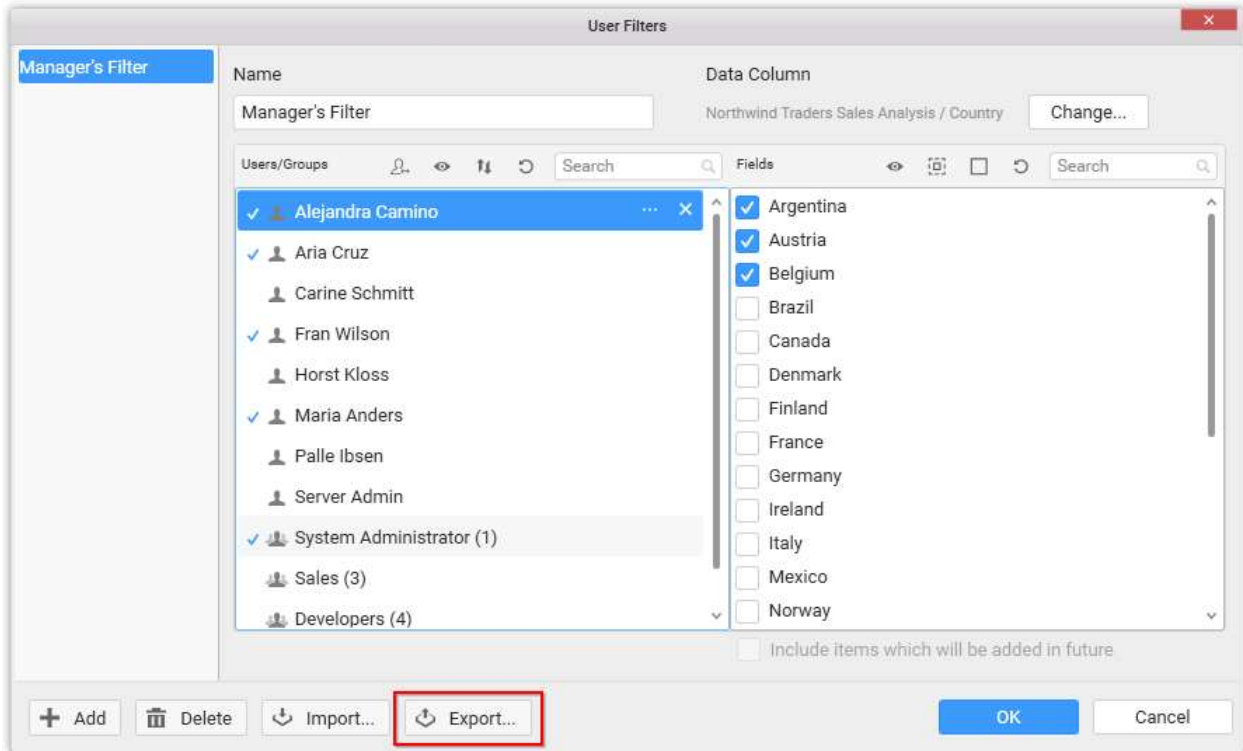 User Filters
Manager's Filter
Name
Data Column
Manager's Filter
Northwind Traders Sales Analysis / Country
Change...
Users/Groups
Search
Fields
Search
Alejandra Camino
Aria Cruz
Carine Schmitt
Fran Wilson
Horst Kloss
Maria Anders
Palle Ibsen
Server Admin
System Administrator (1)
Sales (3)
Developers (4)
Argentina
Austria
Belgium
Brazil
Canada
Denmark
Finland
France
Germany
Ireland
Italy
Mexico
Norway
Include items which will be added in future
Add
Delete
Import...
Export...
OK
Cancel